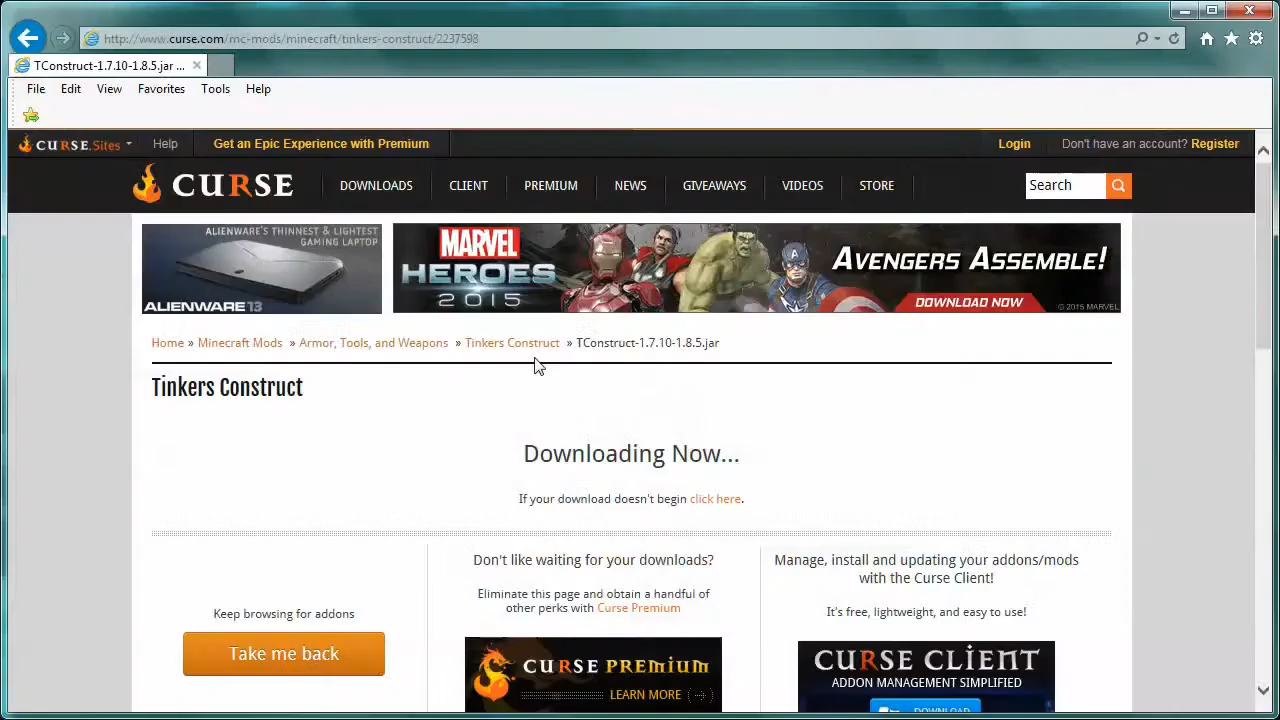 http://www.curse.com/mc-mods/minecraft/tinkers-construct/2237598
TConstruct-1.7.10-1.8.5.jar ...
File Edit View Favorites Tools Help
CURSE.Sites Help Get an Epic Experience with Premium Login Don't have an account? Register
CURSE DOWNLOADS CLIENT PREMIUM NEWS GIVEAWAYS VIDEOS STORE Search
ALIENWARE'S THINNEST & LIGHTEST
GAMING LAPTOP
ALIENWARE 13
MARVEL
HEROES
2015
AVENGERS ASSEMBLE!
DOWNLOAD NOW
© 2015 MARVEL
Home » Minecraft Mods » Armor, Tools, and Weapons » Tinkers Construct » TConstruct-1.7.10-1.8.5.jar
Tinkers Construct
Downloading Now...
If your download doesn't begin click here.
Keep browsing for addons
Take me back
Don't like waiting for your downloads?
Eliminate this page and obtain a handful of
other perks with Curse Premium
CURSE PREMIUM
LEARN MORE
Manage, install and updating your addons/mods
with the Curse Client!
It's free, lightweight, and easy to use!
CURSE CLIENT
ADDON MANAGEMENT SIMPLIFIED
DOWNLOAD